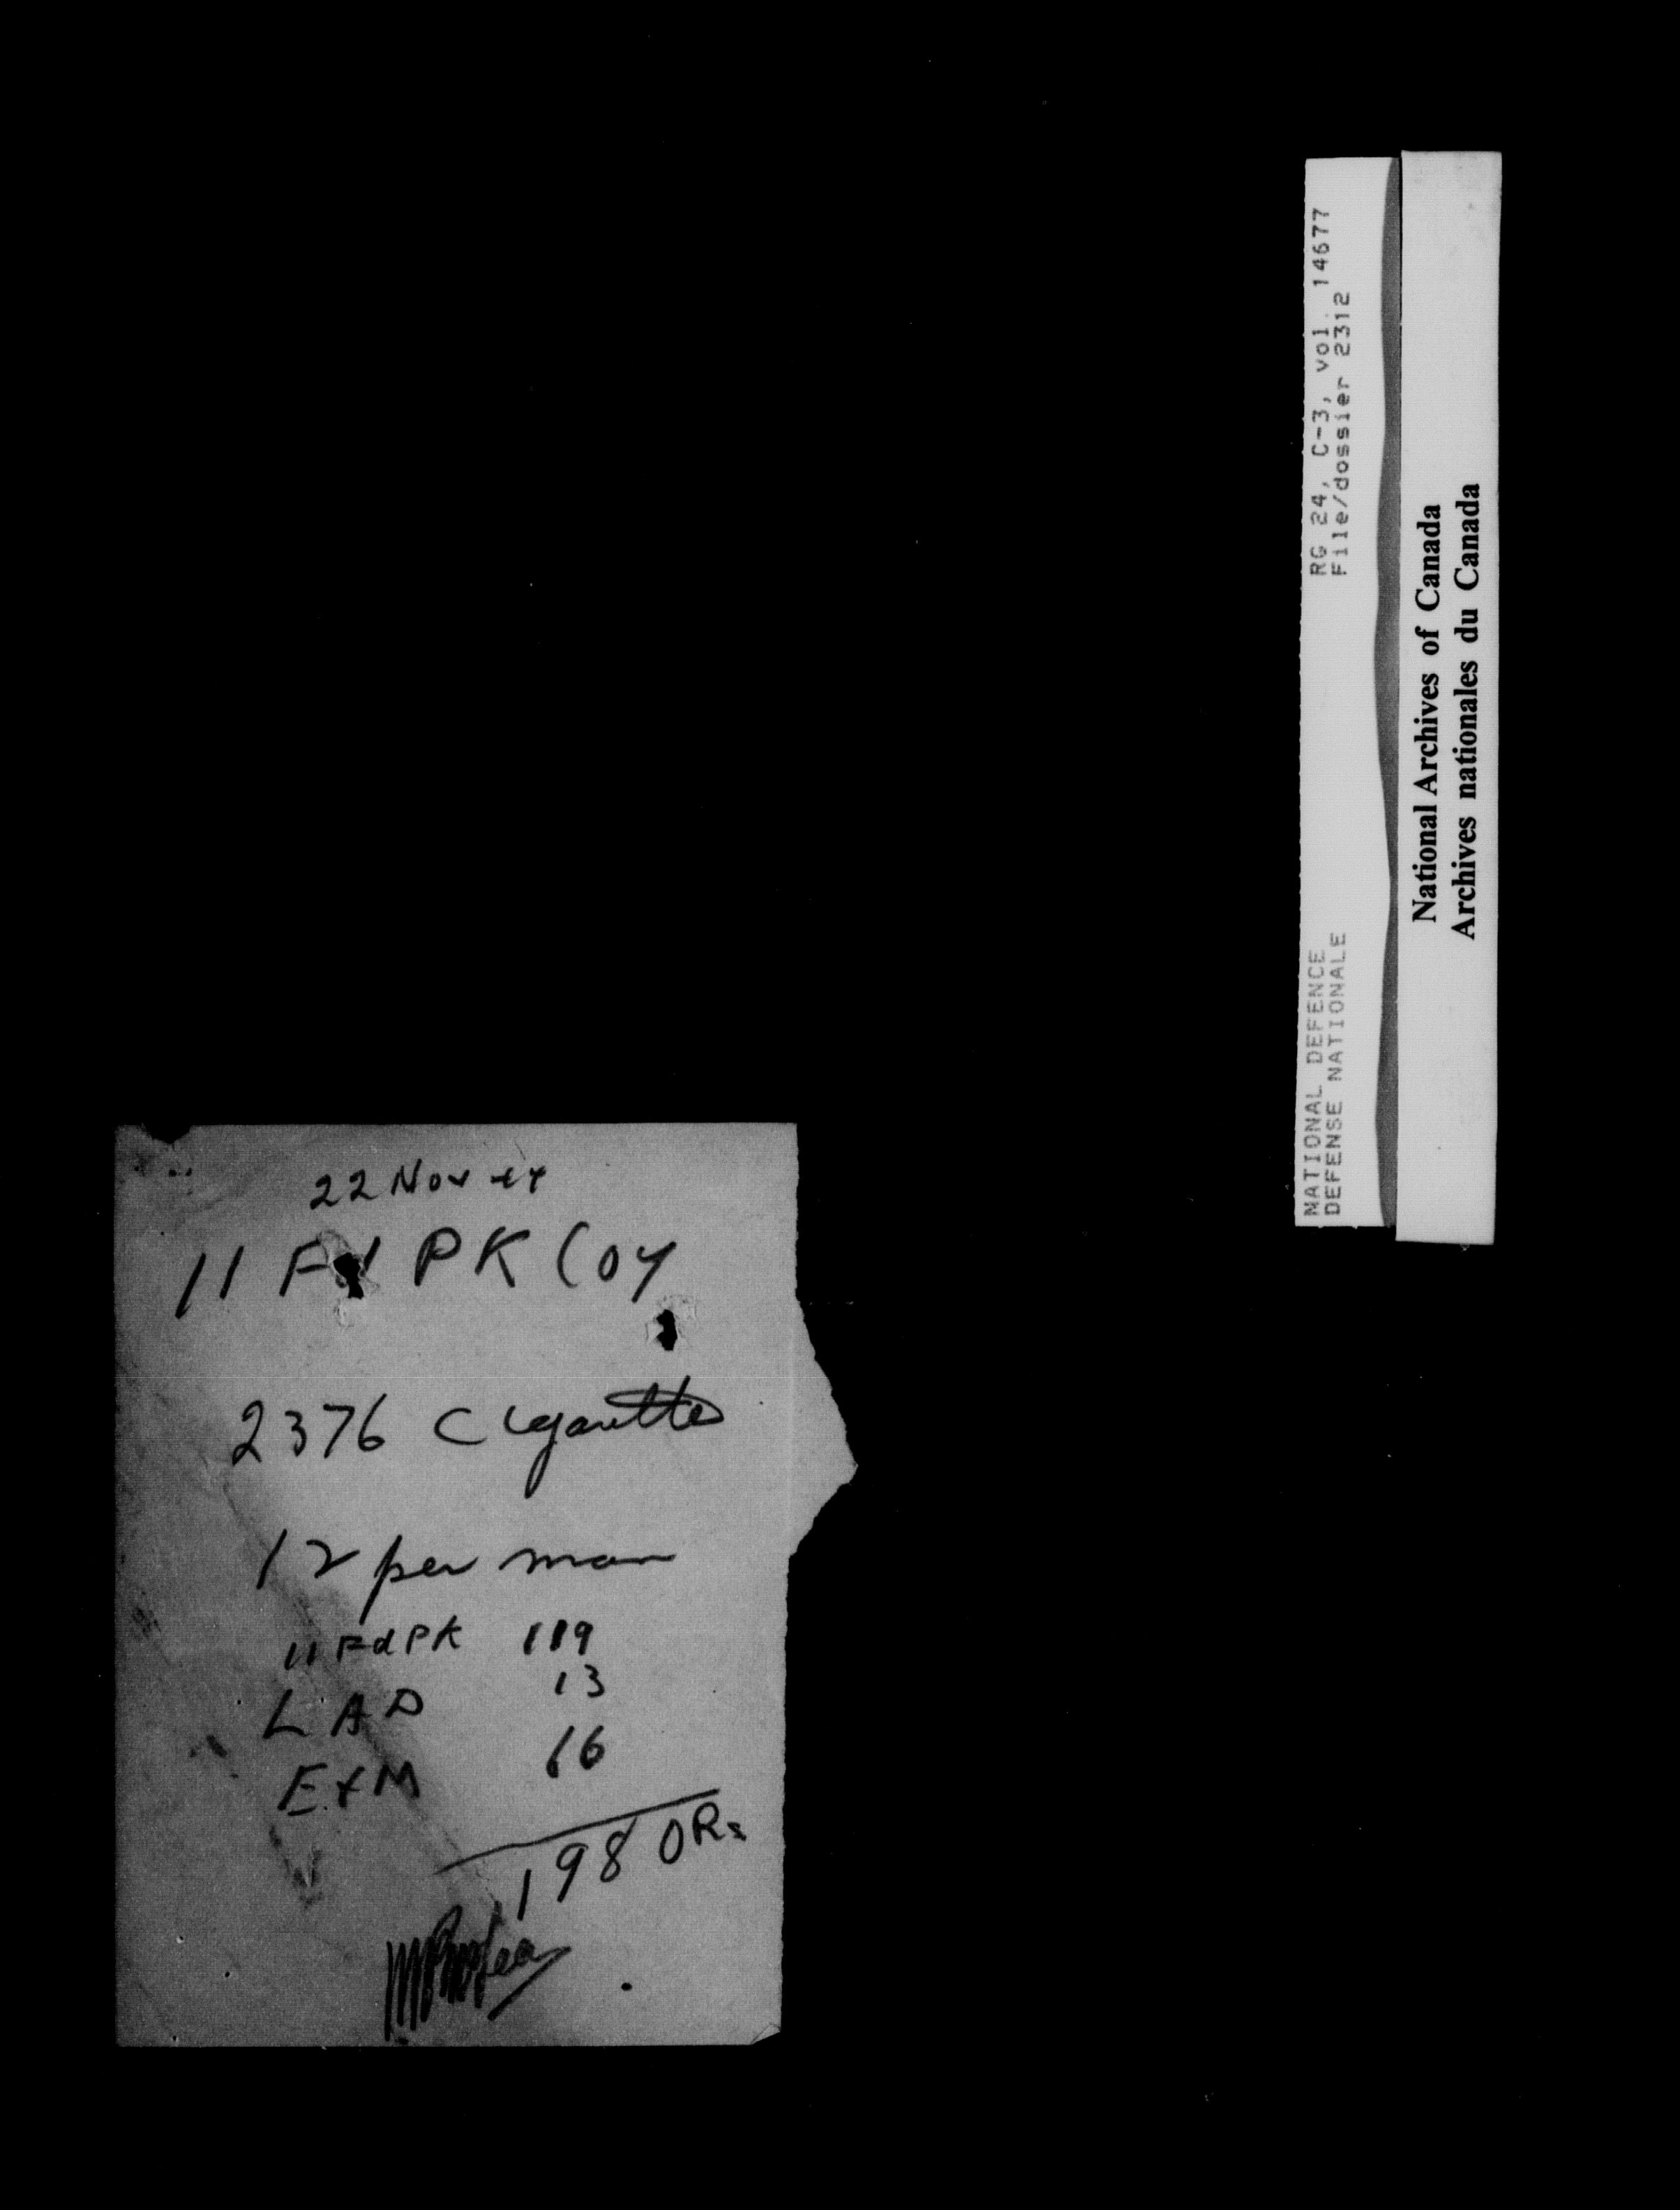 22 Nov 44
11 Fd PK Coy
2376 Cigarettes
12 per man
11 Fd PK 119
LAD 13
E & M 66
198 ORs
NATIONAL DEFENCE
DEFENSE NATIONALE
RG 24, C-3, vol. 14677
File/dossier 2312
National Archives of Canada
Archives nationales du Canada